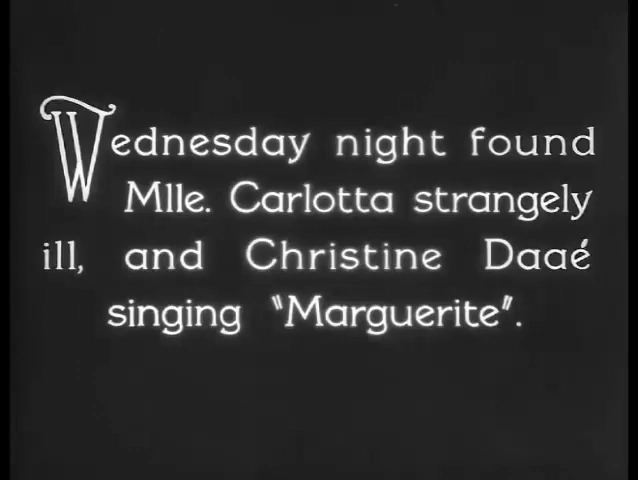 Wednesday night found
Mlle. Carlotta strangely
ill, and Christine Daaé
singing "Marguerite".